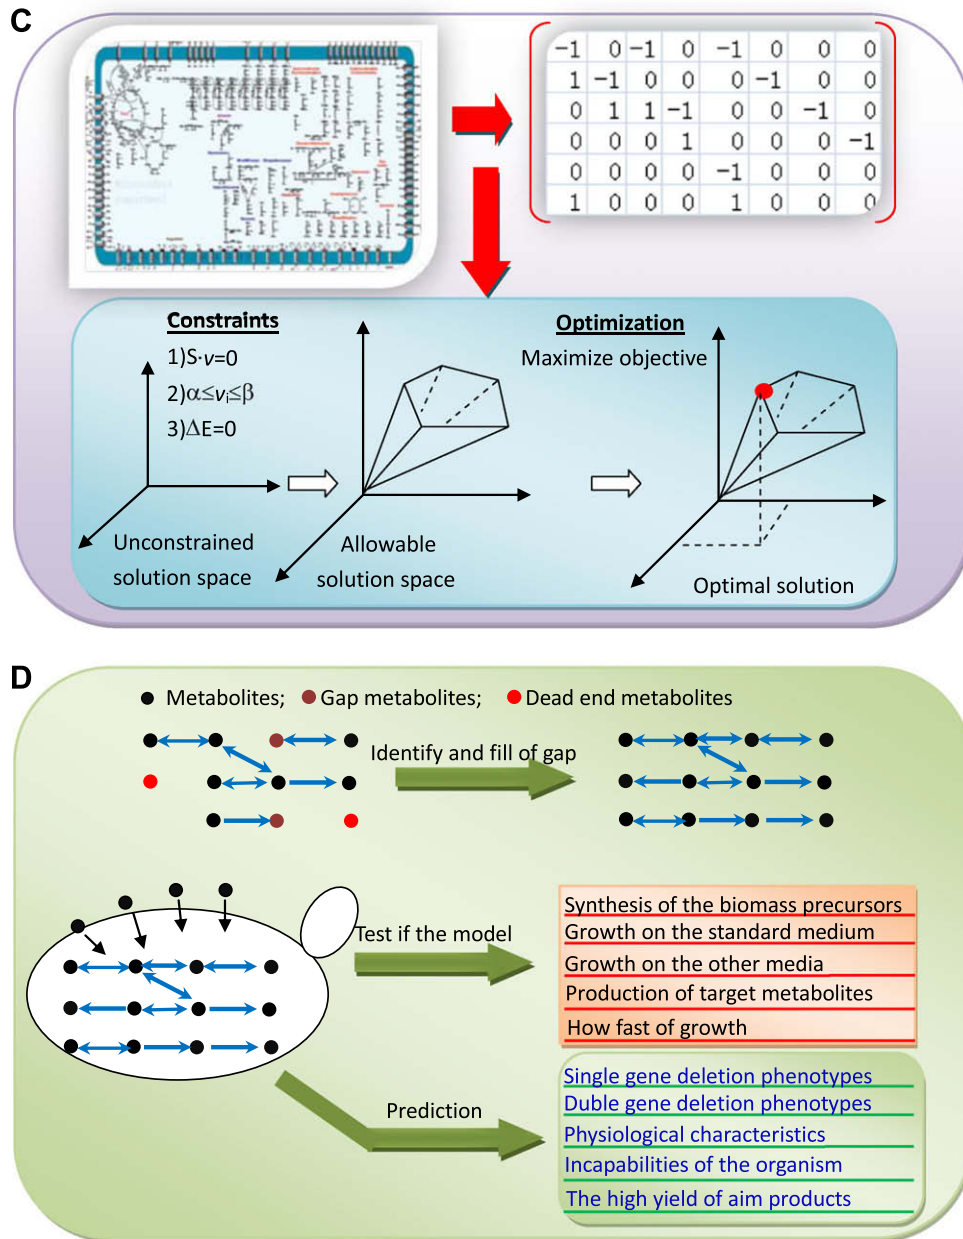 C
-1 0 -1 0 -1 0 0 0
1 -1 0 0 0 -1 0 0
0 1 1 -1 0 0 -1 0
0 0 0 1 0 0 0 -1
0 0 0 0 -1 0 0 0
1 0 0 0 1 0 0 0
Constraints
1)S·v=0
2)α≤vi≤β
3)ΔE=0
Unconstrained
solution space
Allowable
solution space
Optimization
Maximize objective
Optimal solution
D
Metabolites; Gap metabolites; Dead end metabolites
Identify and fill of gap
Test if the model
Synthesis of the biomass precursors
Growth on the standard medium
Growth on the other media
Production of target metabolites
How fast of growth
Prediction
Single gene deletion phenotypes
Duble gene deletion phenotypes
Physiological characteristics
Incapabilities of the organism
The high yield of aim products